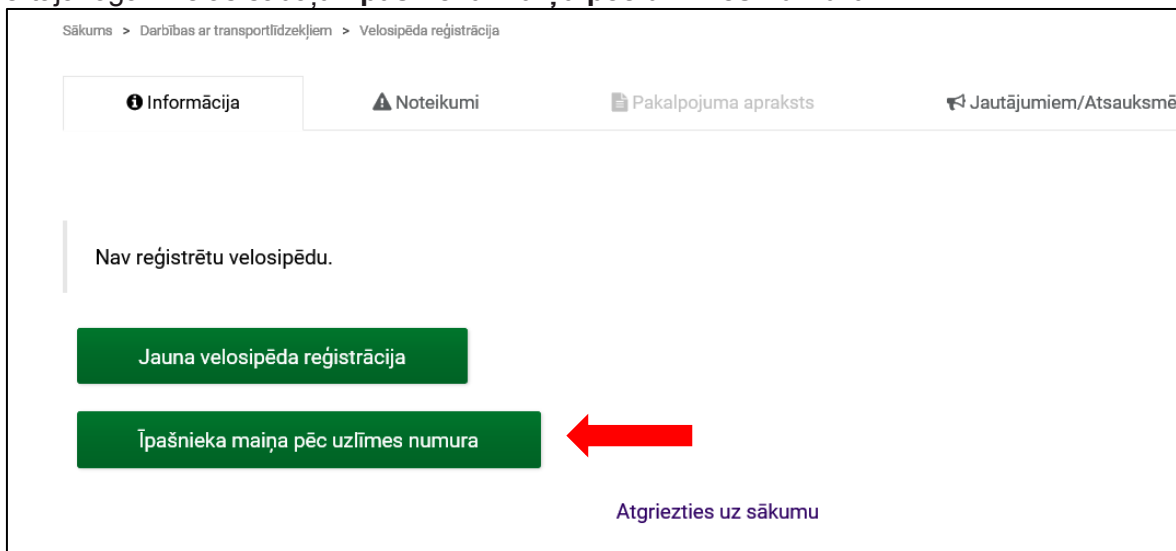 Sākums > Darbības ar transportlīdzekļiem > Velosipēda reģistrācija
Informācija Noteikumi Pakalpojuma apraksts Jautājumiem/Atsauksmē
Nav reģistrētu velosipēdu.
Jauna velosipēda reģistrācija
Īpašnieka maiņa pēc uzlīmes numura
Atgriezties uz sākumu